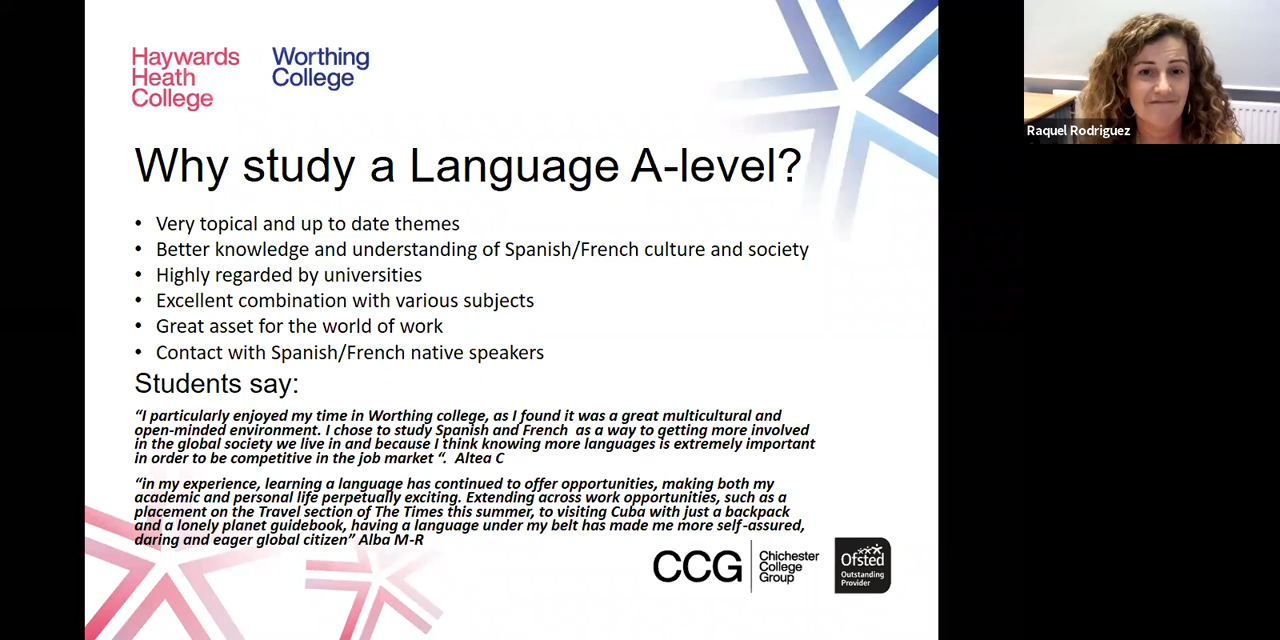 Haywards
Heath
College
Worthing
College
Raquel Rodriguez
Why study a Language A-level?
• Very topical and up to date themes
• Better knowledge and understanding of Spanish/French culture and society
• Highly regarded by universities
• Excellent combination with various subjects
• Great asset for the world of work
• Contact with Spanish/French native speakers
Students say:
“I particularly enjoyed my time in Worthing college, as I found it was a great multicultural and
open-minded environment. I chose to study Spanish and French as a way to getting more involved
in the global society we live in and because I think knowing more languages is extremely important
in order to be competitive in the job market “. Altea C
“in my experience, learning a language has continued to offer opportunities, making both my
academic and personal life perpetually exciting. Extending across work opportunities, such as a
placement on the Travel section of The Times this summer, to visiting Cuba with just a backpack
and a lonely planet guidebook, having a language under my belt has made me more self-assured,
daring and eager global citizen” Alba M-R
CCG
Chichester
College
Group
Ofsted
Outstanding
Provider